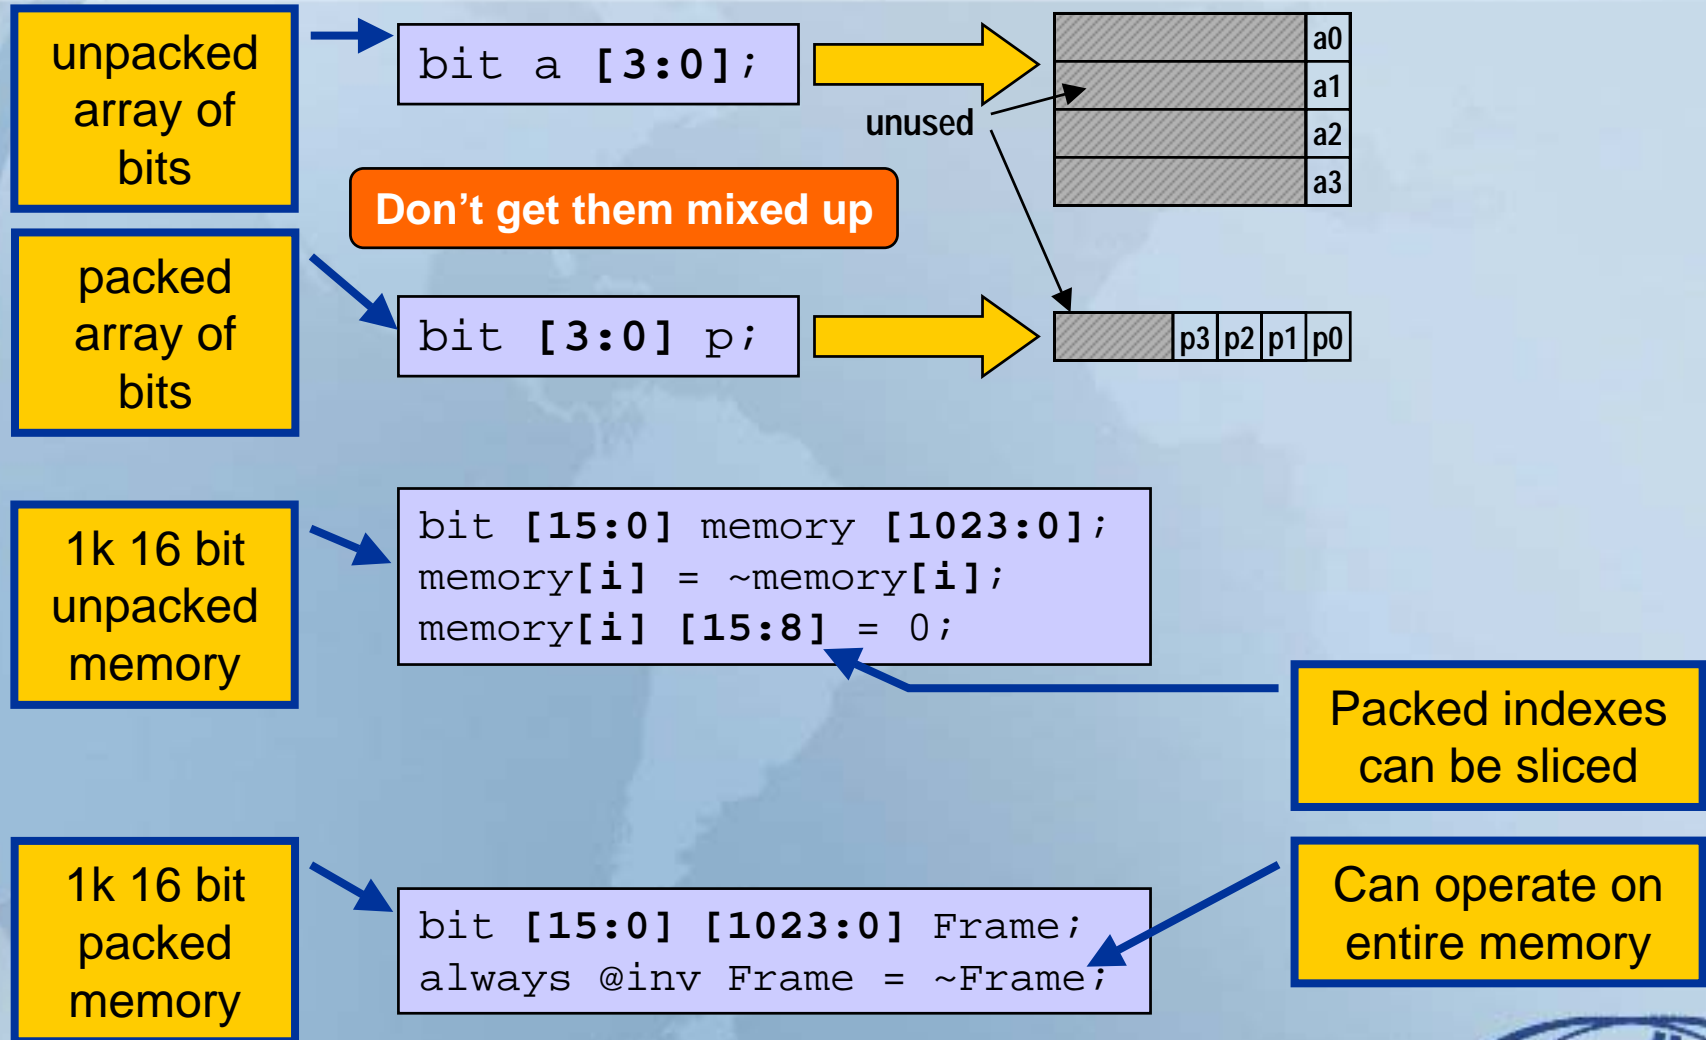 unpacked
array of
bits
bit a [3:0];
a0
a1
a2
a3
unused
Don't get them mixed up
packed
array of
bits
bit [3:0] p;
p3 p2 p1 p0
1k 16 bit
unpacked
memory
bit [15:0] memory [1023:0];
memory[i] = ~memory[i];
memory[i] [15:8] = 0;
Packed indexes
can be sliced
1k 16 bit
packed
memory
bit [15:0] [1023:0] Frame;
always @inv Frame = ~Frame;
Can operate on
entire memory